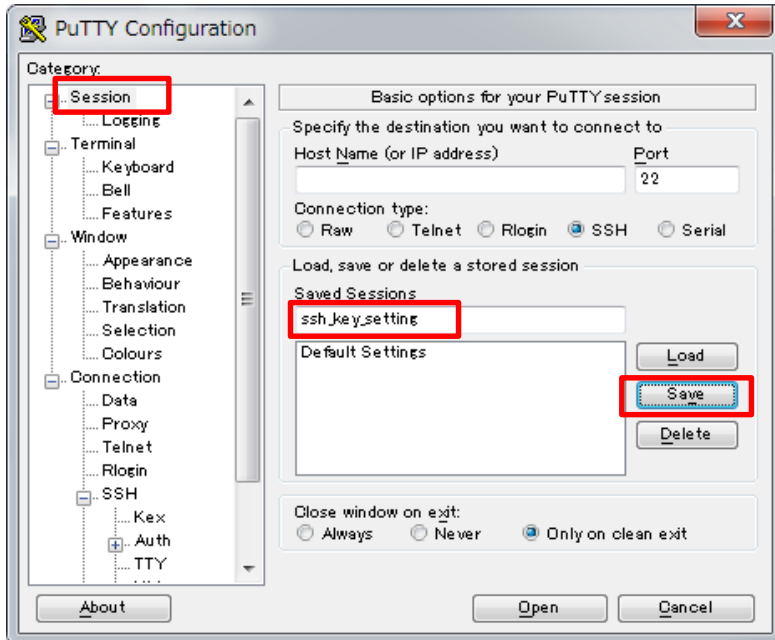 PuTTY Configuration
Category:
Session
Logging
Terminal
Keyboard
Bell
Features
Window
Appearance
Behaviour
Translation
Selection
Colours
Connection
Data
Proxy
Telnet
Rlogin
SSH
Kex
Auth
TTY
Basic options for your PuTTY session
Specify the destination you want to connect to
Host Name (or IP address) Port
22
Connection type:
Raw Telnet Rlogin SSH Serial
Load, save or delete a stored session
Saved Sessions
ssh_key_setting
Default Settings
Load
Save
Delete
Close window on exit:
Always Never Only on clean exit
About Open Cancel